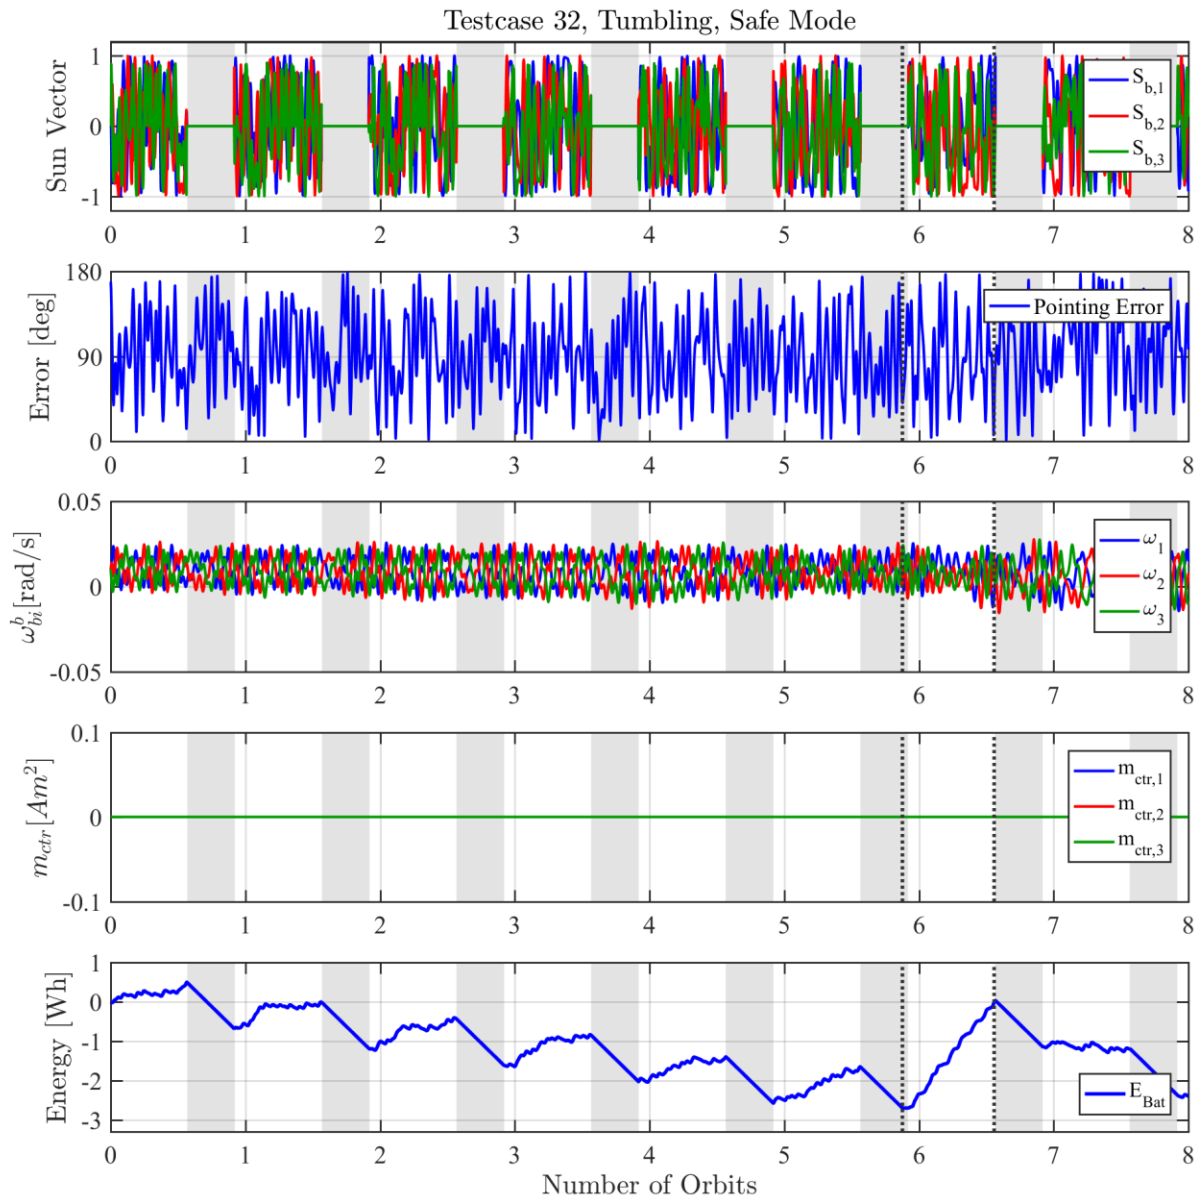 Testcase 32, Tumbling, Safe Mode
Sun Vector
1
0
-1
S_b,1
S_b,2
S_b,3
0 1 2 3 4 5 6 7 8
Error [deg]
180
90
0
Pointing Error
0 1 2 3 4 5 6 7 8
ω^b_bi[rad/s]
0.05
0
-0.05
ω_1
ω_2
ω_3
0 1 2 3 4 5 6 7 8
m_ctr[Am^2]
0.1
0
-0.1
m_ctr,1
m_ctr,2
m_ctr,3
0 1 2 3 4 5 6 7 8
Energy [Wh]
1
0
-1
-2
-3
E_Bat
0 1 2 3 4 5 6 7 8
Number of Orbits